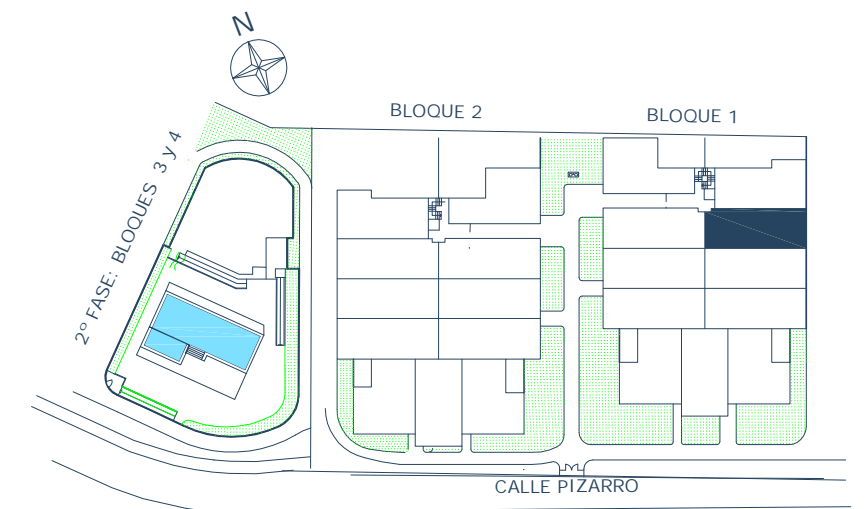 N
BLOQUE 2
BLOQUE 1
2º FASE: BLOQUES 3 y 4
CALLE PIZARRO